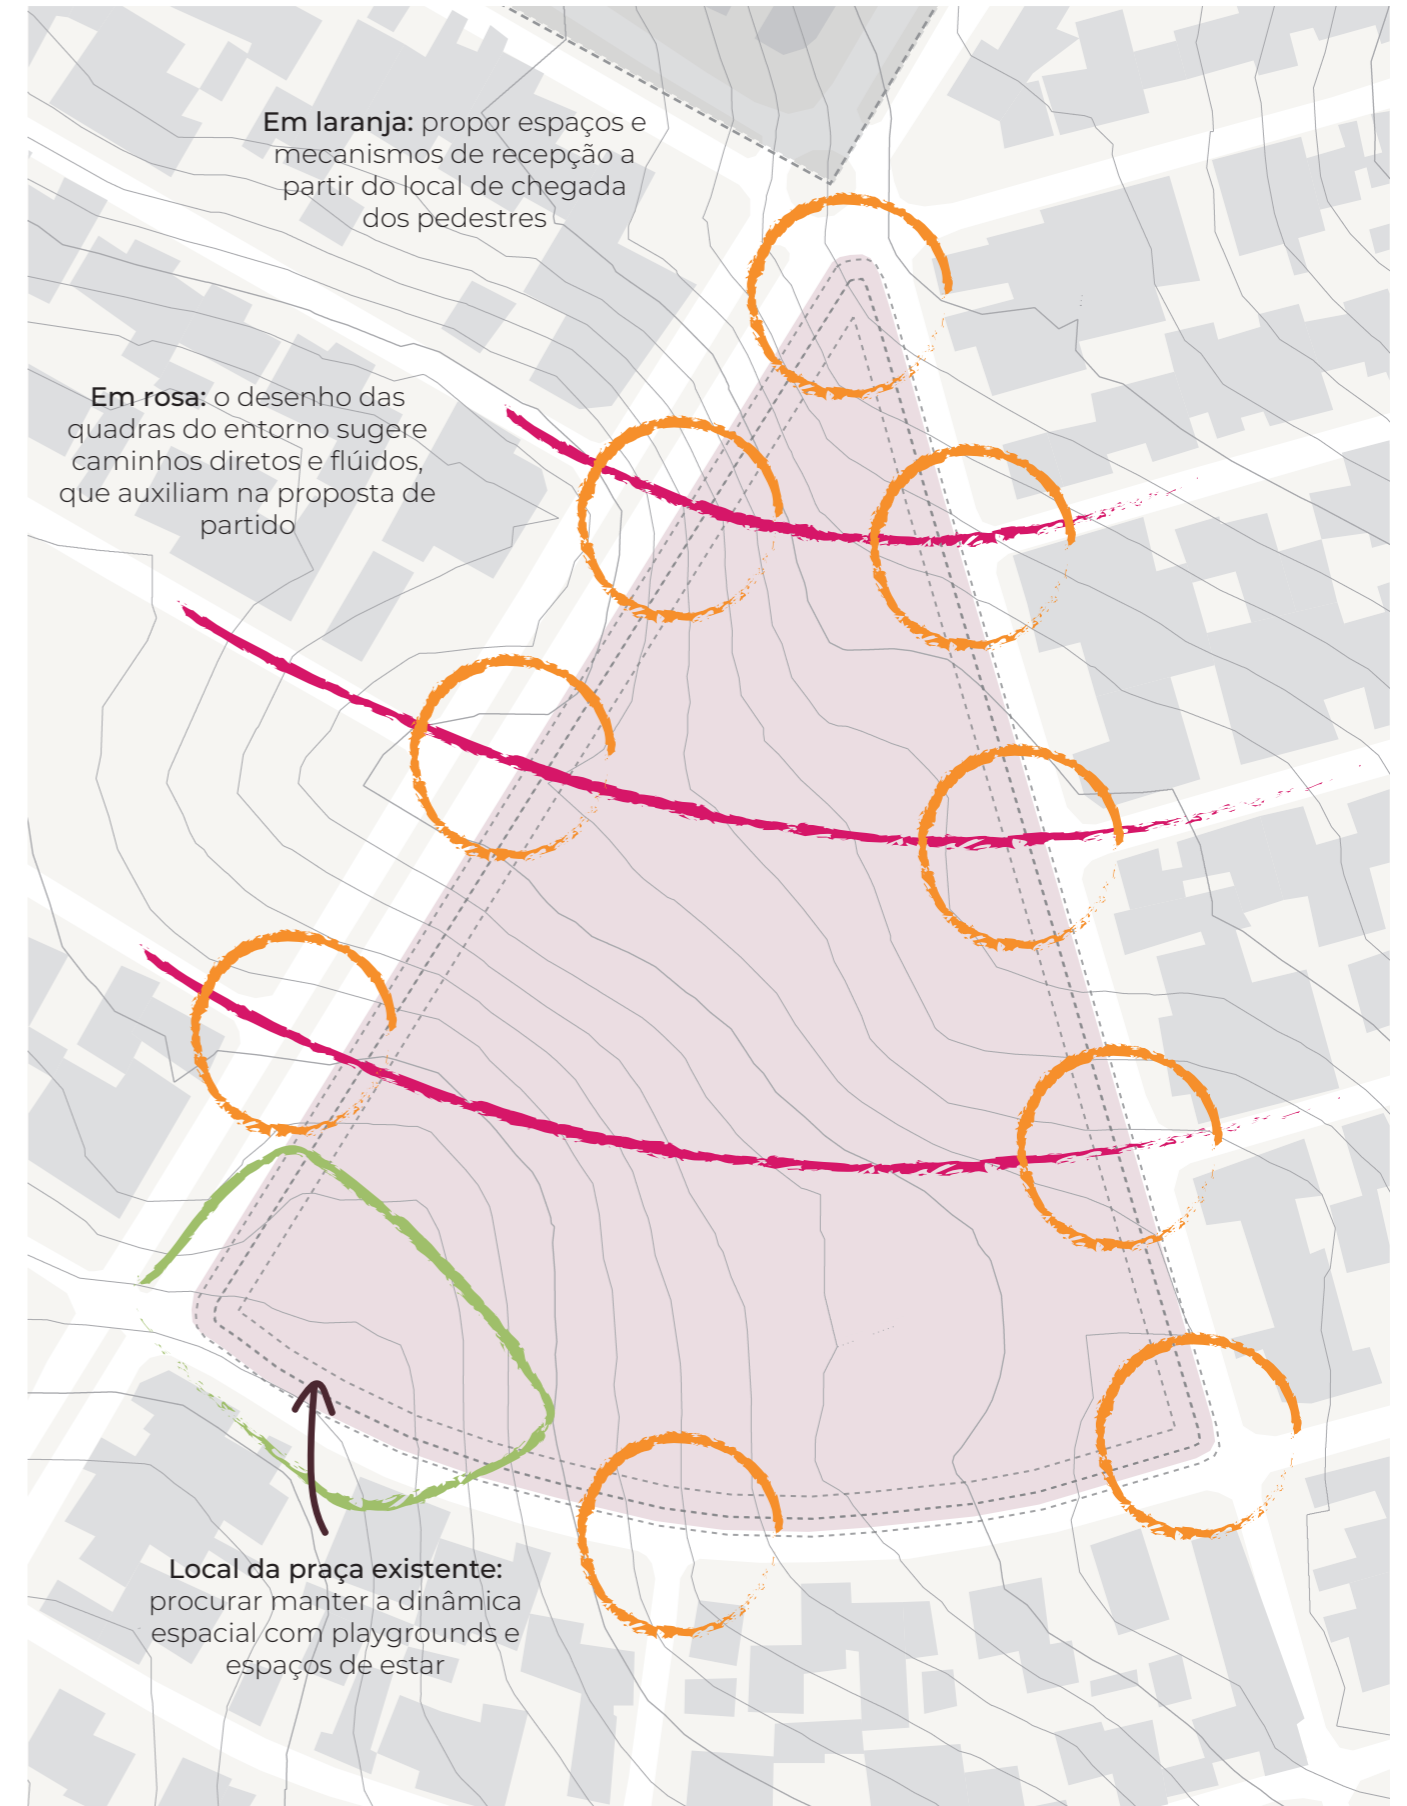 Em laranja: propor espaços e
mecanismos de recepção a
partir do local de chegada
dos pedestres
Em rosa: o desenho das
quadras do entorno sugere
caminhos diretos e flúidos,
que auxiliam na proposta de
partido
Local da praça existente:
procurar manter a dinâmica
espacial com playgrounds e
espaços de estar